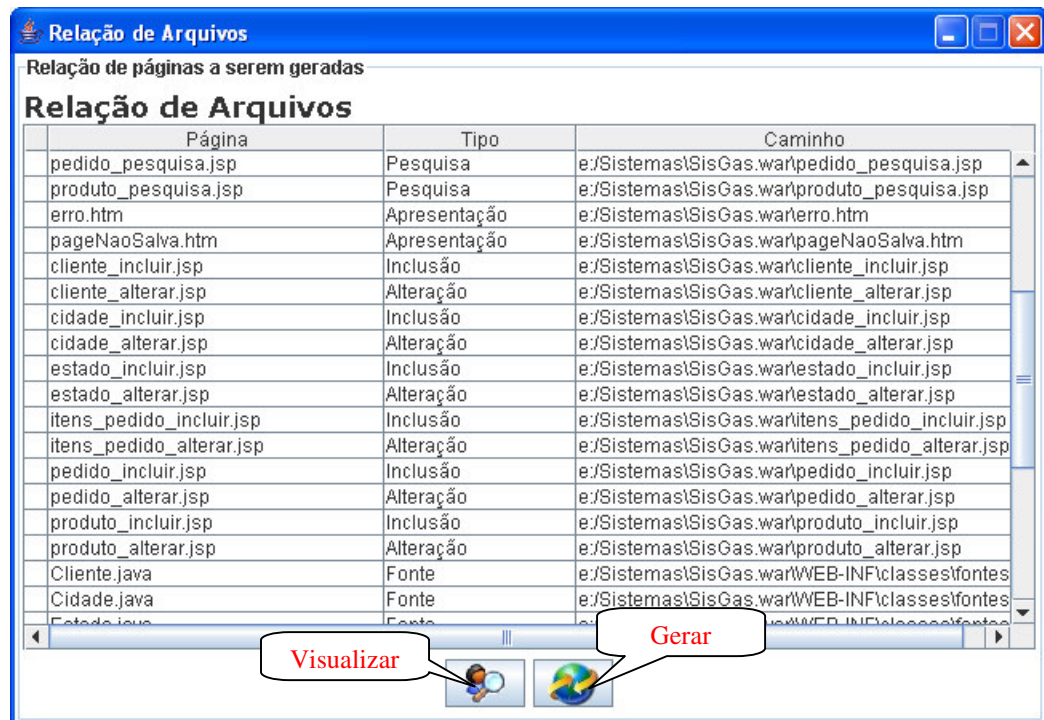 Relação de Arquivos
Relação de páginas a serem geradas
Relação de Arquivos
Página Tipo Caminho
pedido_pesquisa.jsp Pesquisa e:/Sistemas\SisGas.war\pedido_pesquisa.jsp
produto_pesquisa.jsp Pesquisa e:/Sistemas\SisGas.war\produto_pesquisa.jsp
erro.htm Apresentação e:/Sistemas\SisGas.war\erro.htm
pageNaoSalva.htm Apresentação e:/Sistemas\SisGas.war\pageNaoSalva.htm
cliente_incluir.jsp Inclusão e:/Sistemas\SisGas.war\cliente_incluir.jsp
cliente_alterar.jsp Alteração e:/Sistemas\SisGas.war\cliente_alterar.jsp
cidade_incluir.jsp Inclusão e:/Sistemas\SisGas.war\cidade_incluir.jsp
cidade_alterar.jsp Alteração e:/Sistemas\SisGas.war\cidade_alterar.jsp
estado_incluir.jsp Inclusão e:/Sistemas\SisGas.war\estado_incluir.jsp
estado_alterar.jsp Alteração e:/Sistemas\SisGas.war\estado_alterar.jsp
itens_pedido_incluir.jsp Inclusão e:/Sistemas\SisGas.war\itens_pedido_incluir.jsp
itens_pedido_alterar.jsp Alteração e:/Sistemas\SisGas.war\itens_pedido_alterar.jsp
pedido_incluir.jsp Inclusão e:/Sistemas\SisGas.war\pedido_incluir.jsp
pedido_alterar.jsp Alteração e:/Sistemas\SisGas.war\pedido_alterar.jsp
produto_incluir.jsp Inclusão e:/Sistemas\SisGas.war\produto_incluir.jsp
produto_alterar.jsp Alteração e:/Sistemas\SisGas.war\produto_alterar.jsp
Cliente.java Fonte e:/Sistemas\SisGas.war\WEB-INF\classes\fontes
Cidade.java Fonte e:/Sistemas\SisGas.war\WEB-INF\classes\fontes
Estado.java Fonte
Visualizar Gerar